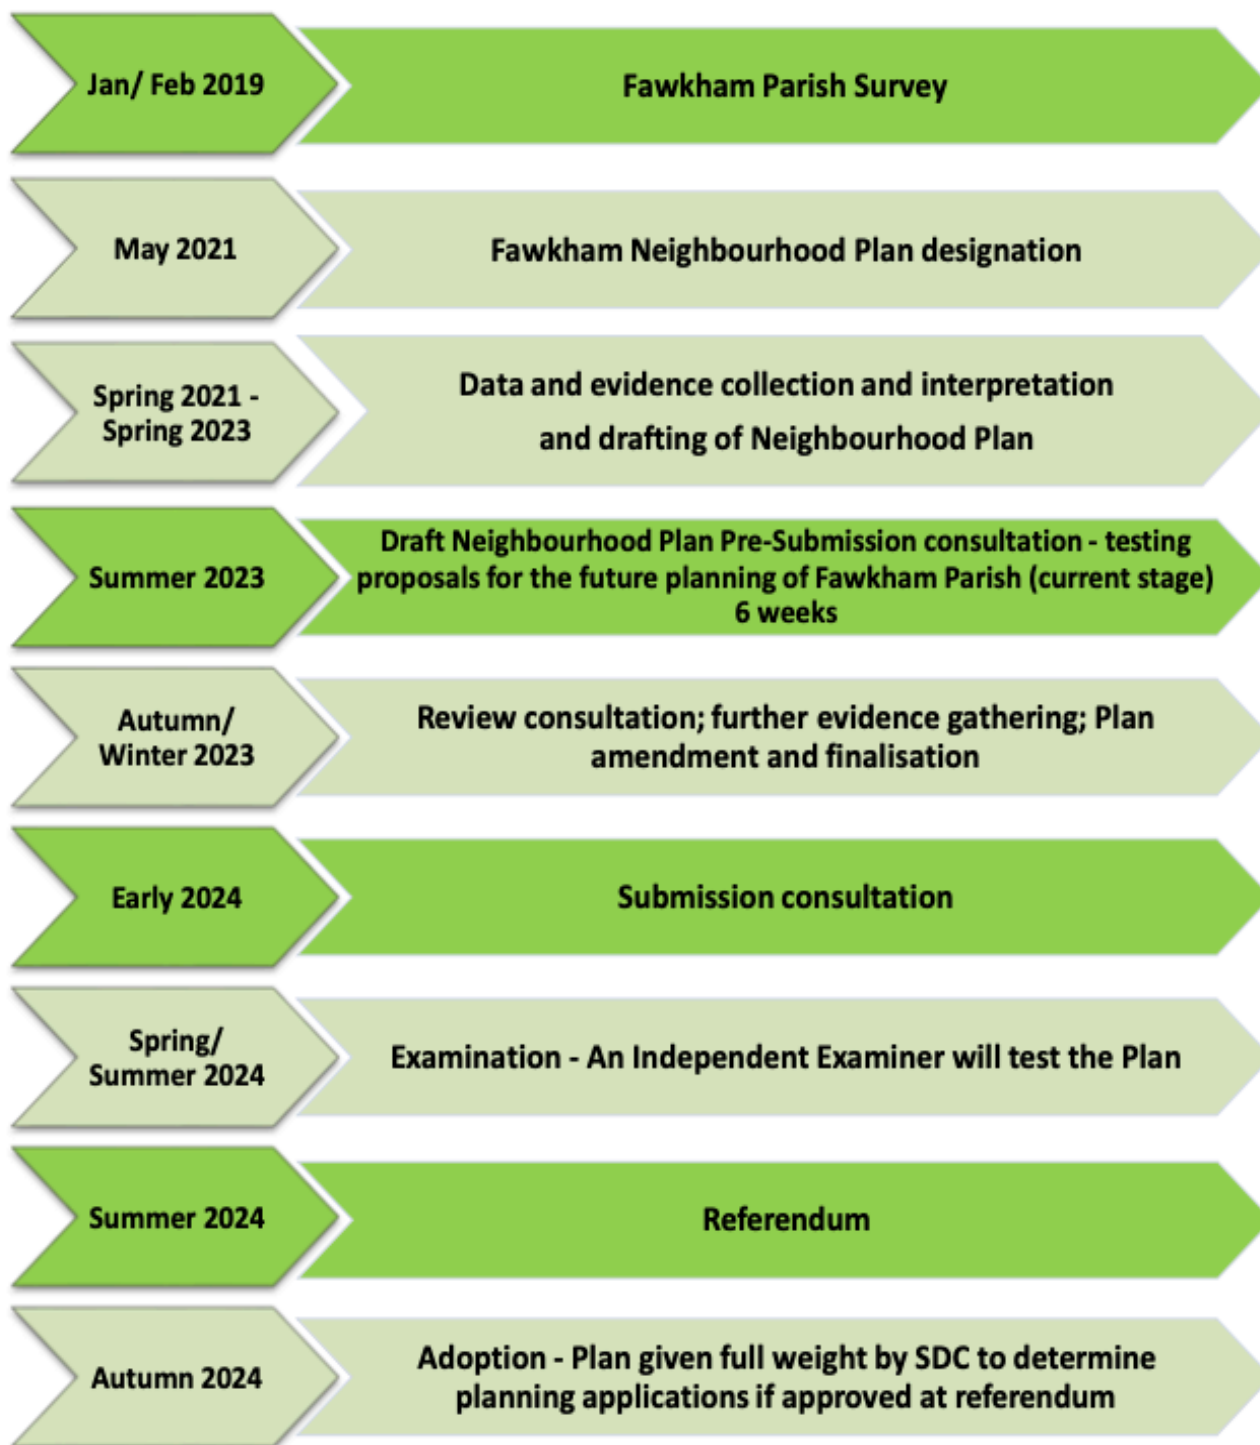 Jan/ Feb 2019
Fawkham Parish Survey
May 2021
Fawkham Neighbourhood Plan designation
Spring 2021 -
Spring 2023
Data and evidence collection and interpretation
and drafting of Neighbourhood Plan
Summer 2023
Draft Neighbourhood Plan Pre-Submission consultation - testing
proposals for the future planning of Fawkham Parish (current stage)
6 weeks
Autumn/
Winter 2023
Review consultation; further evidence gathering; Plan
amendment and finalisation
Early 2024
Submission consultation
Spring/
Summer 2024
Examination - An Independent Examiner will test the Plan
Summer 2024
Referendum
Autumn 2024
Adoption - Plan given full weight by SDC to determine
planning applications if approved at referendum